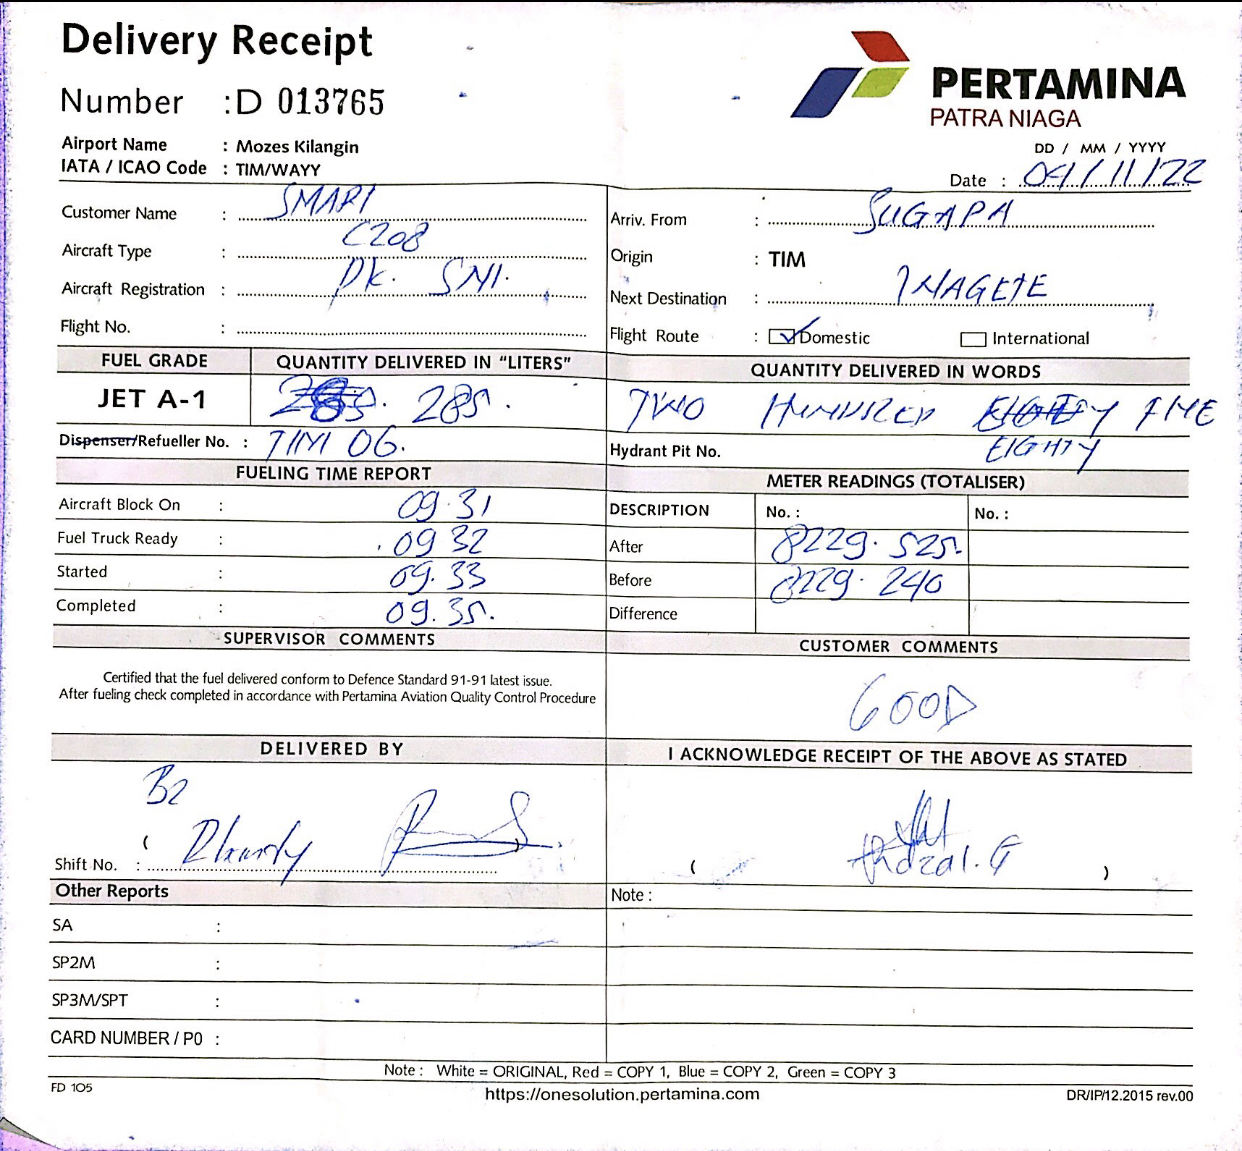 Delivery Receipt
Number : D 013765
PERTAMINA
PATRA NIAGA
Airport Name : Mozes Kilangin
IATA / ICAO Code : TIM/WAYY
DD / MM / YYYY
Date : 04/11/22
Customer Name : SMART
Aircraft Type : C208
Aircraft Registration : PK. SNI.
Flight No. :
Arriv. From : SUGAPA
Origin : TIM
Next Destination : WAGETE
Flight Route : Domestic International
FUEL GRADE QUANTITY DELIVERED IN "LITERS" QUANTITY DELIVERED IN WORDS
JET A-1 285. TWO HUNDRED EIGHTY FIVE
EIGHTY
Dispenser/Refueller No. : TIM 06. Hydrant Pit No.
FUELING TIME REPORT
Aircraft Block On : 09.31
Fuel Truck Ready : 09 32
Started : 09.33
Completed : 09.35.
METER READINGS (TOTALISER)
DESCRIPTION No. : No. :
After 8229.525.
Before 8229.240
Difference
SUPERVISOR COMMENTS
Certified that the fuel delivered conform to Defence Standard 91-91 latest issue.
After fueling check completed in accordance with Pertamina Aviation Quality Control Procedure
CUSTOMER COMMENTS
GOOD
DELIVERED BY
B2
(
Shift No. :
I ACKNOWLEDGE RECEIPT OF THE ABOVE AS STATED
( )
Other Reports
SA :
SP2M :
SP3M/SPT :
CARD NUMBER / P0 :
Note :
Note : White = ORIGINAL, Red = COPY 1, Blue = COPY 2, Green = COPY 3
FD 105 https://onesolution.pertamina.com DR/IP/12.2015 rev.00